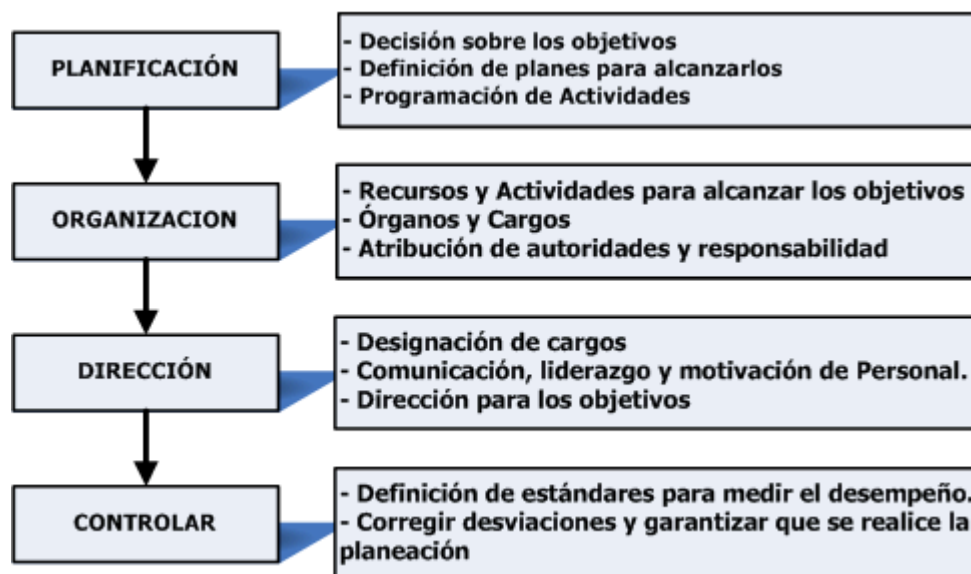 PLANIFICACIÓN
- Decisión sobre los objetivos
- Definición de planes para alcanzarlos
- Programación de Actividades
ORGANIZACION
- Recursos y Actividades para alcanzar los objetivos
- Órganos y Cargos
- Atribución de autoridades y responsabilidad
DIRECCIÓN
- Designación de cargos
- Comunicación, liderazgo y motivación de Personal.
- Dirección para los objetivos
CONTROLAR
- Definición de estándares para medir el desempeño.
- Corregir desviaciones y garantizar que se realice la
planeación